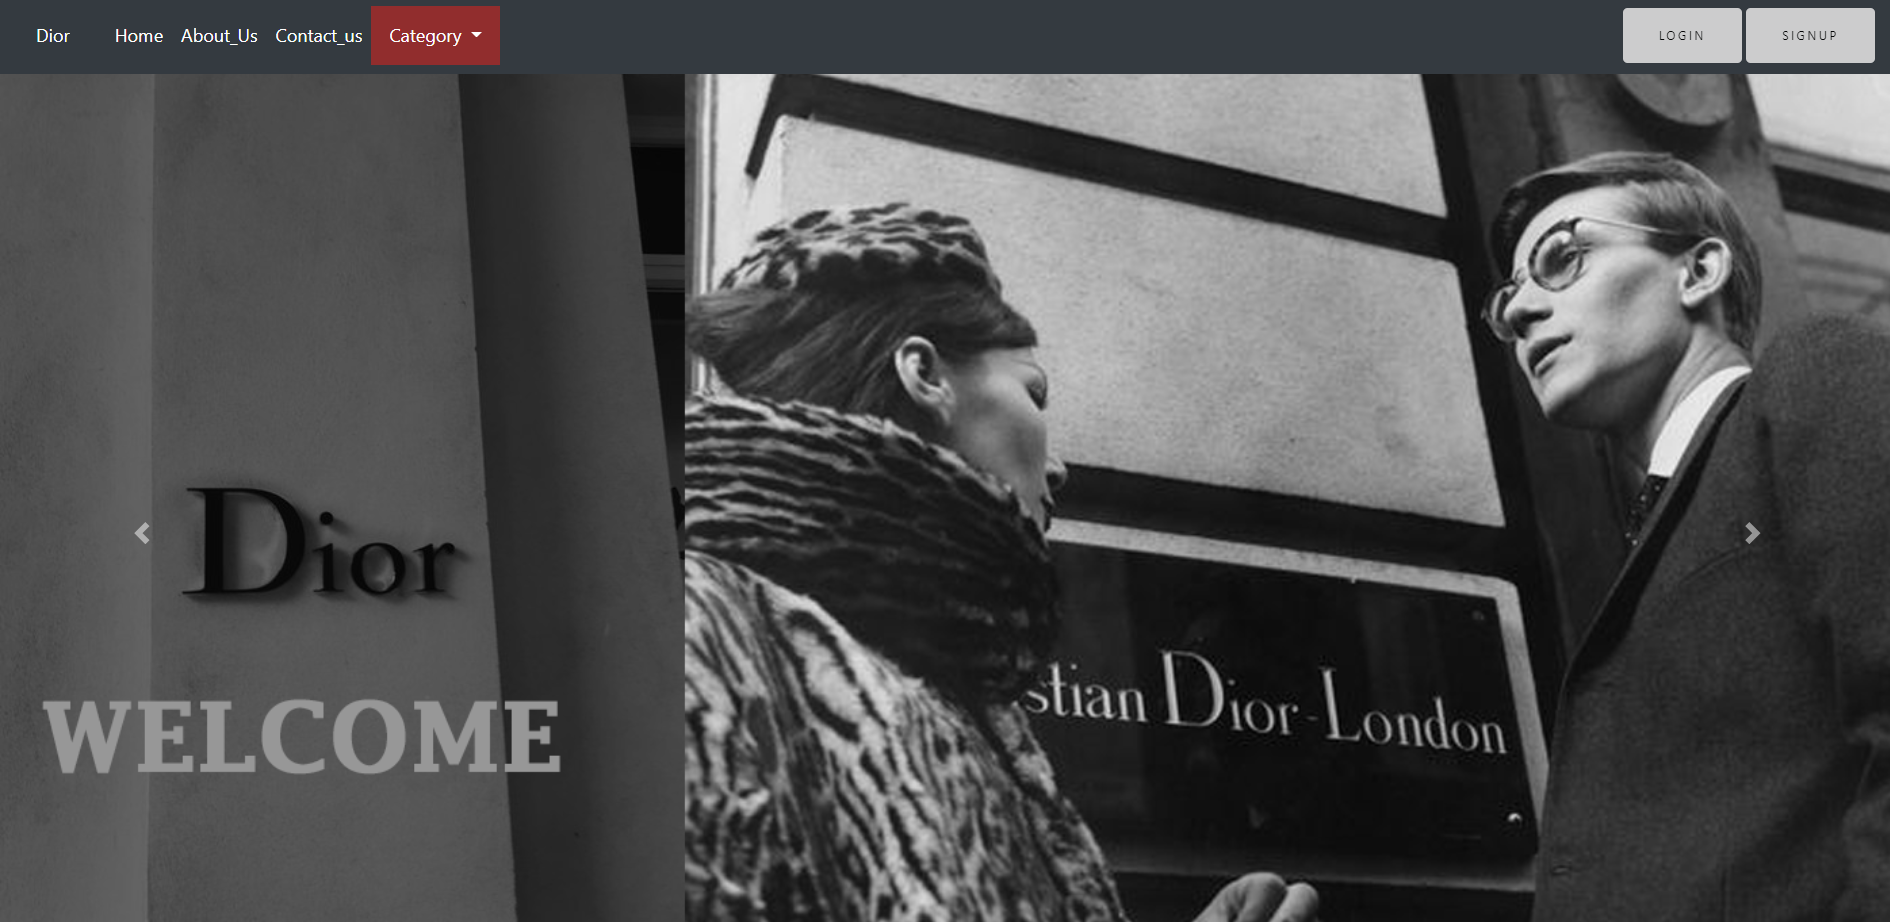 Dior Home About_Us Contact_us Category LOGIN SIGNUP
Dior
WELCOME
stian Dior-London